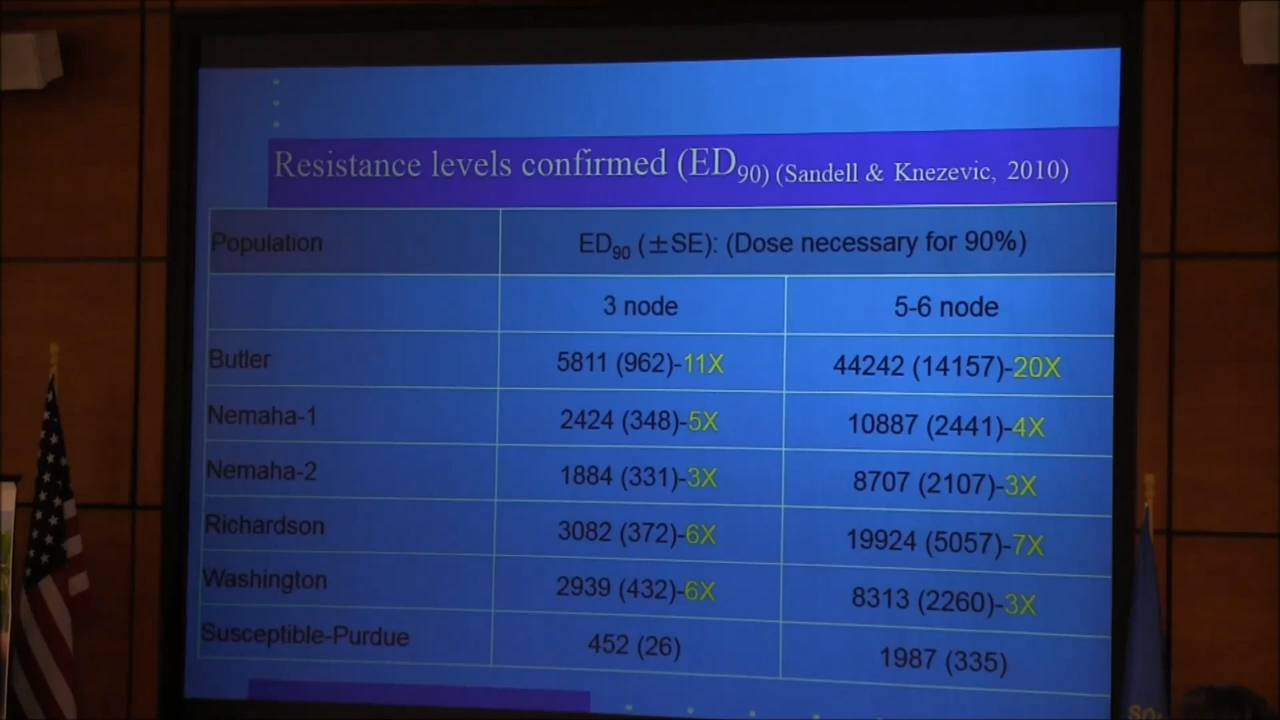 Resistance levels confirmed (ED90) (Sandell & Knezevic, 2010)
Population ED90 (±SE): (Dose necessary for 90%)
3 node 5-6 node
Butler 5811 (962)-11X 44242 (14157)-20X
Nemaha-1 2424 (348)-5X 10887 (2441)-4X
Nemaha-2 1884 (331)-3X 8707 (2107)-3X
Richardson 3082 (372)-6X 19924 (5057)-7X
Washington 2939 (432)-6X 8313 (2260)-3X
Susceptible-Purdue 452 (26) 1987 (335)